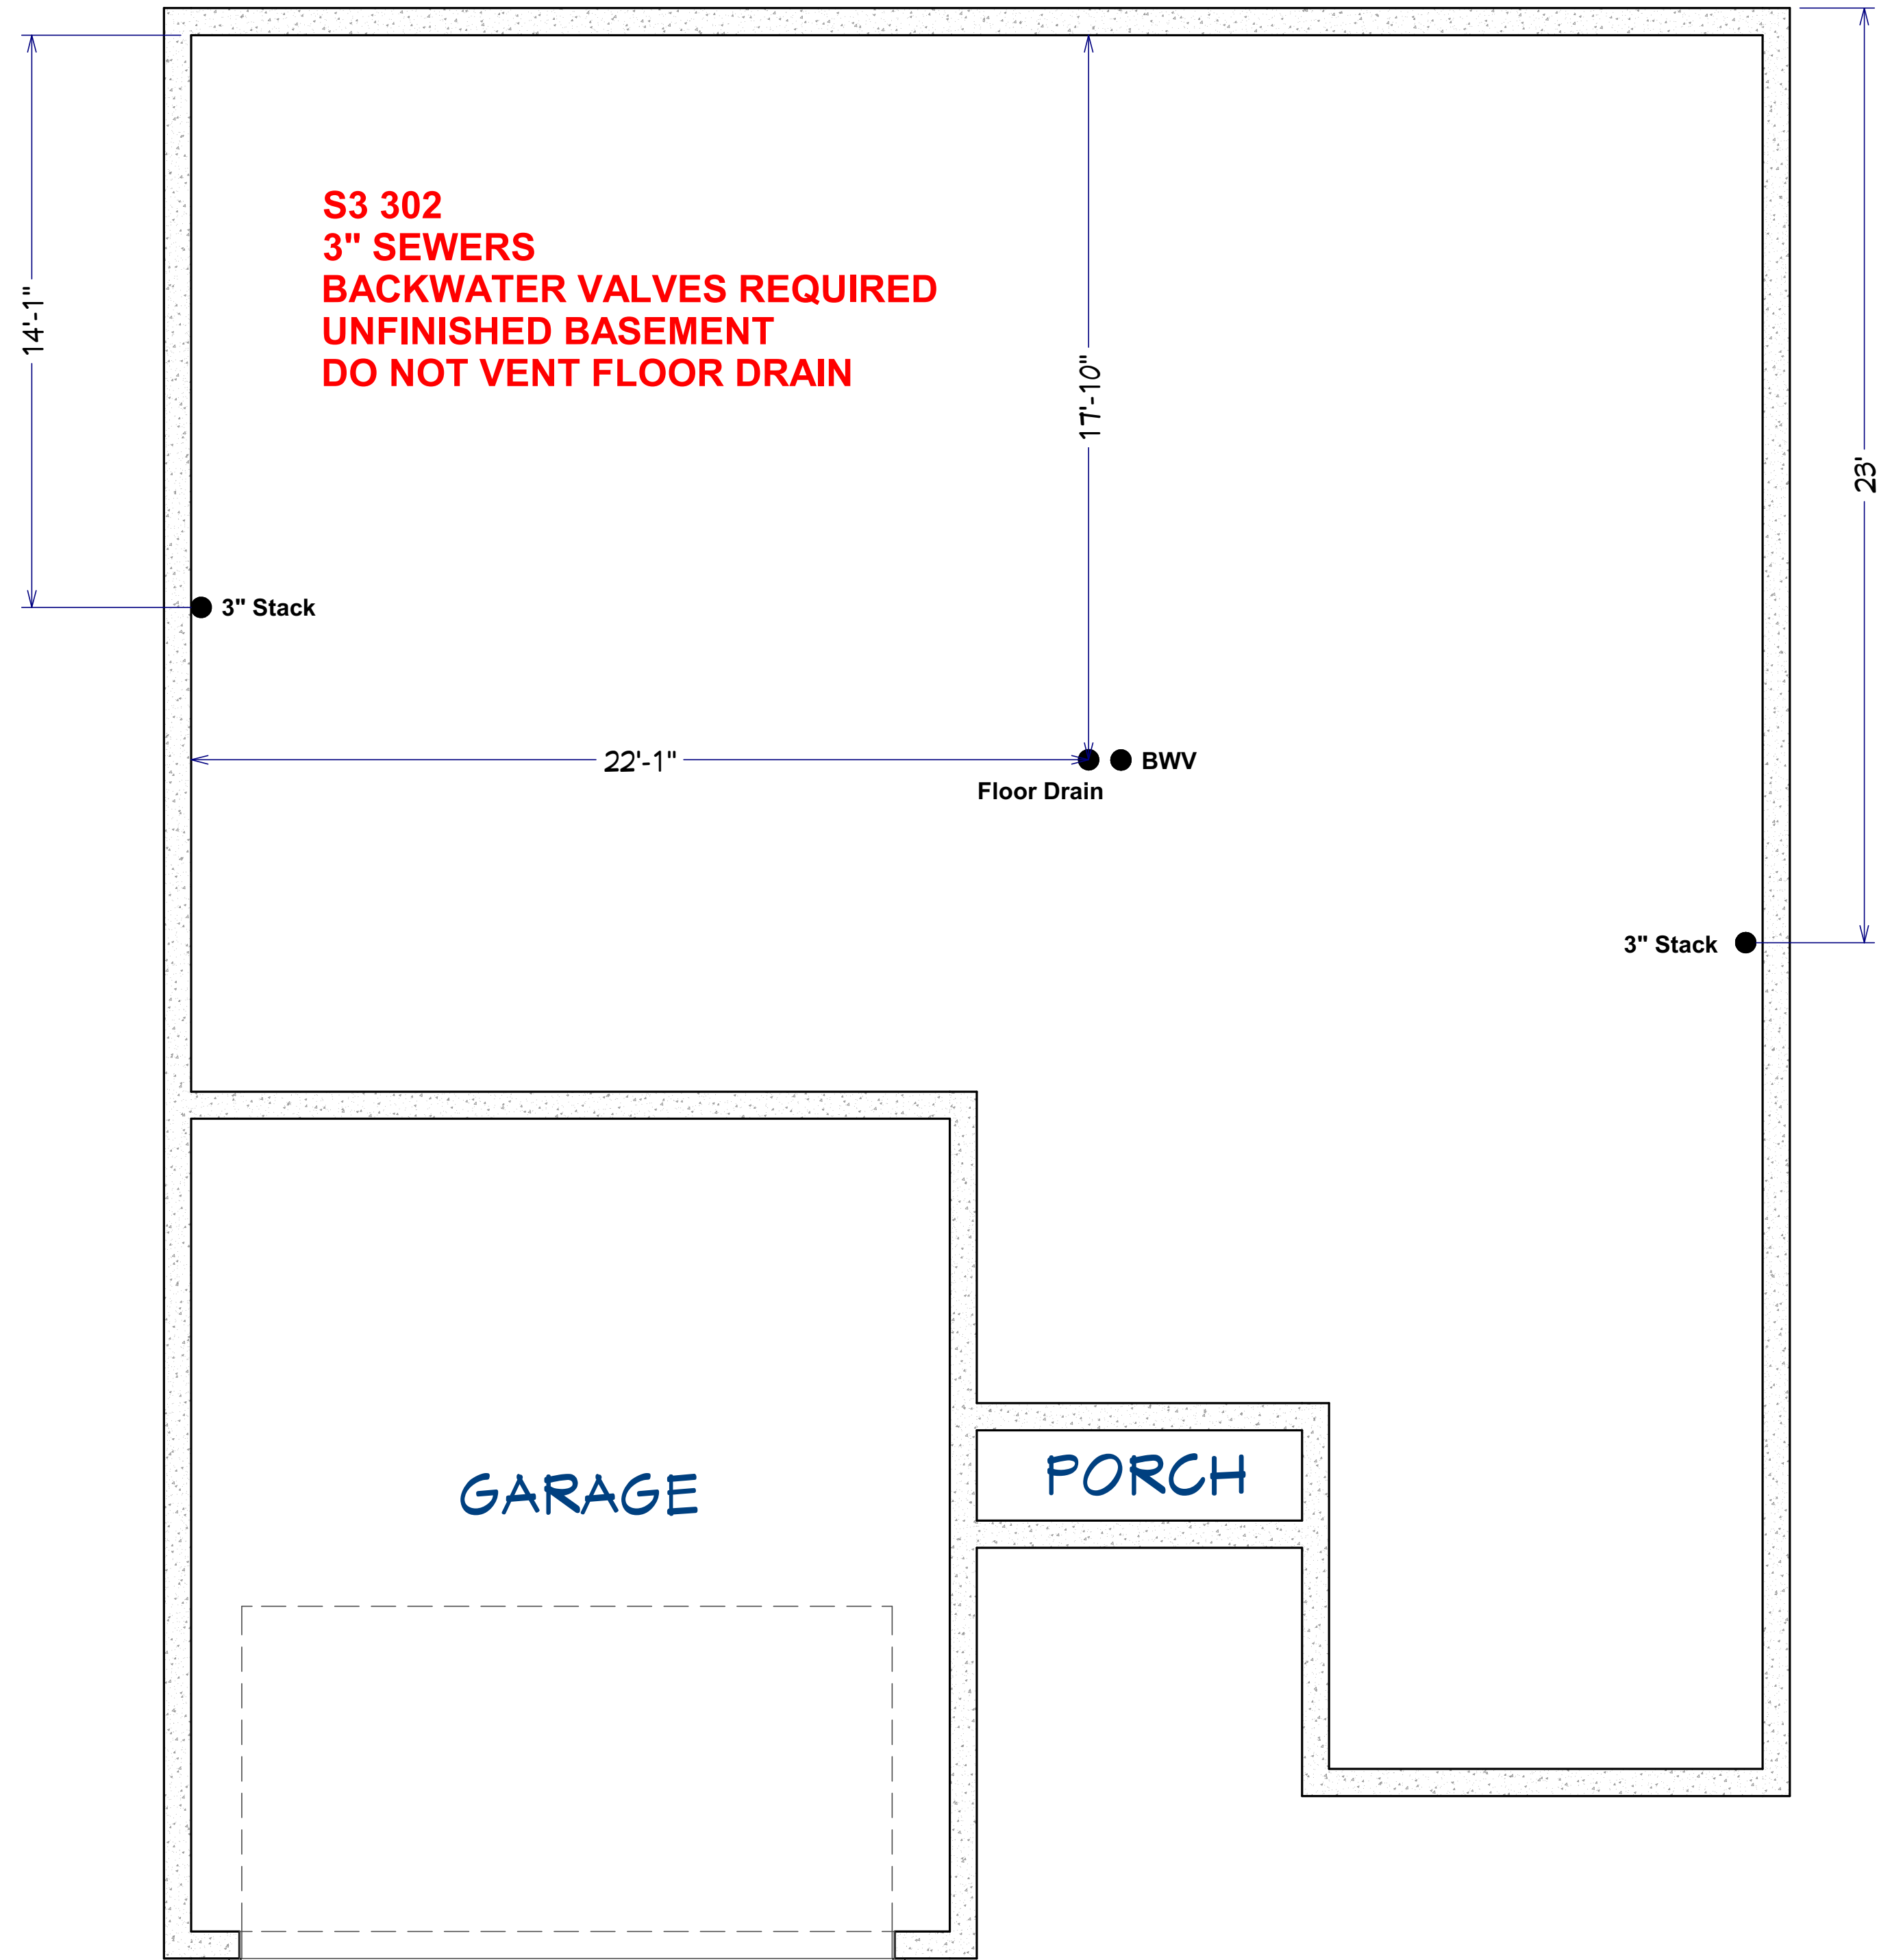 S3 302
3" SEWERS
BACKWATER VALVES REQUIRED
UNFINISHED BASEMENT
DO NOT VENT FLOOR DRAIN
14'-1"
17'-10"
23'
3" Stack
22'-1"
BWV
Floor Drain
3" Stack
GARAGE
PORCH